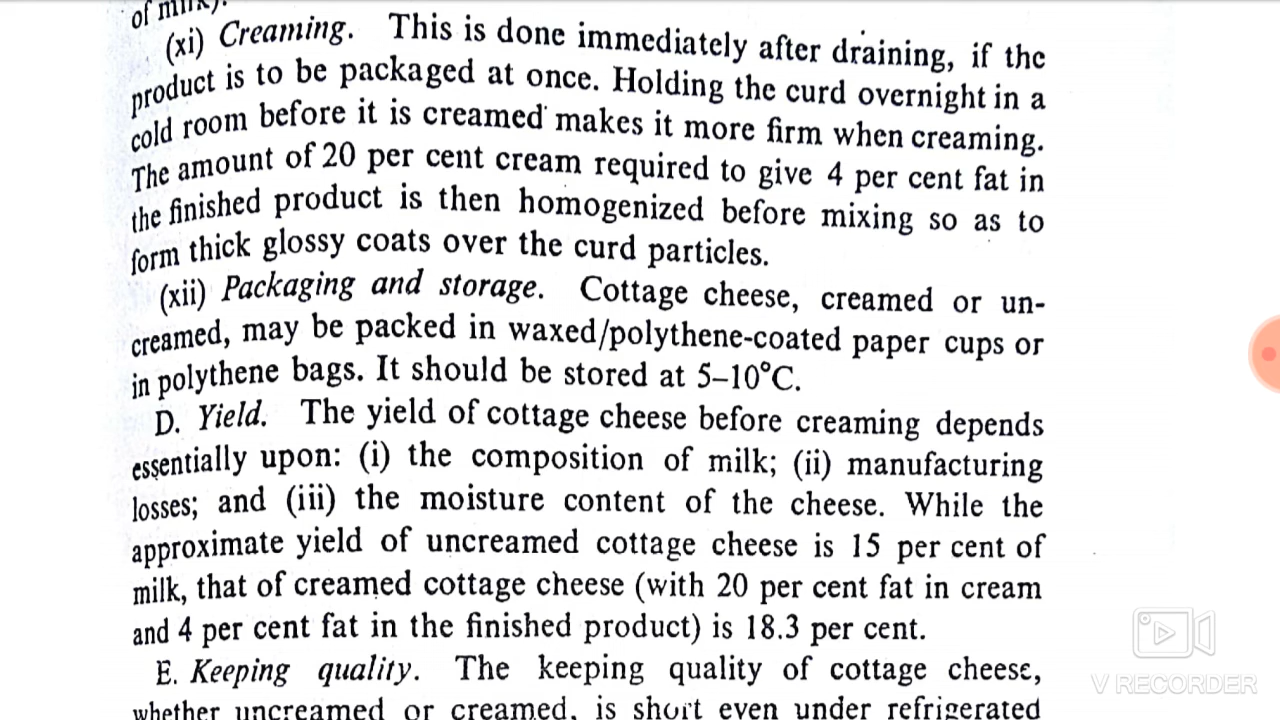 of milk).
(xi) Creaming. This is done immediately after draining, if the
product is to be packaged at once. Holding the curd overnight in a
cold room before it is creamed makes it more firm when creaming.
The amount of 20 per cent cream required to give 4 per cent fat in
the finished product is then homogenized before mixing so as to
form thick glossy coats over the curd particles.
(xii) Packaging and storage. Cottage cheese, creamed or un-
creamed, may be packed in waxed/polythene-coated paper cups or
in polythene bags. It should be stored at 5–10°C.
D. Yield. The yield of cottage cheese before creaming depends
essentially upon: (i) the composition of milk; (ii) manufacturing
losses; and (iii) the moisture content of the cheese. While the
approximate yield of uncreamed cottage cheese is 15 per cent of
milk, that of creamed cottage cheese (with 20 per cent fat in cream
and 4 per cent fat in the finished product) is 18.3 per cent.
E. Keeping quality. The keeping quality of cottage cheese,
whether uncreamed or creamed, is short even under refrigerated
V RECORDER